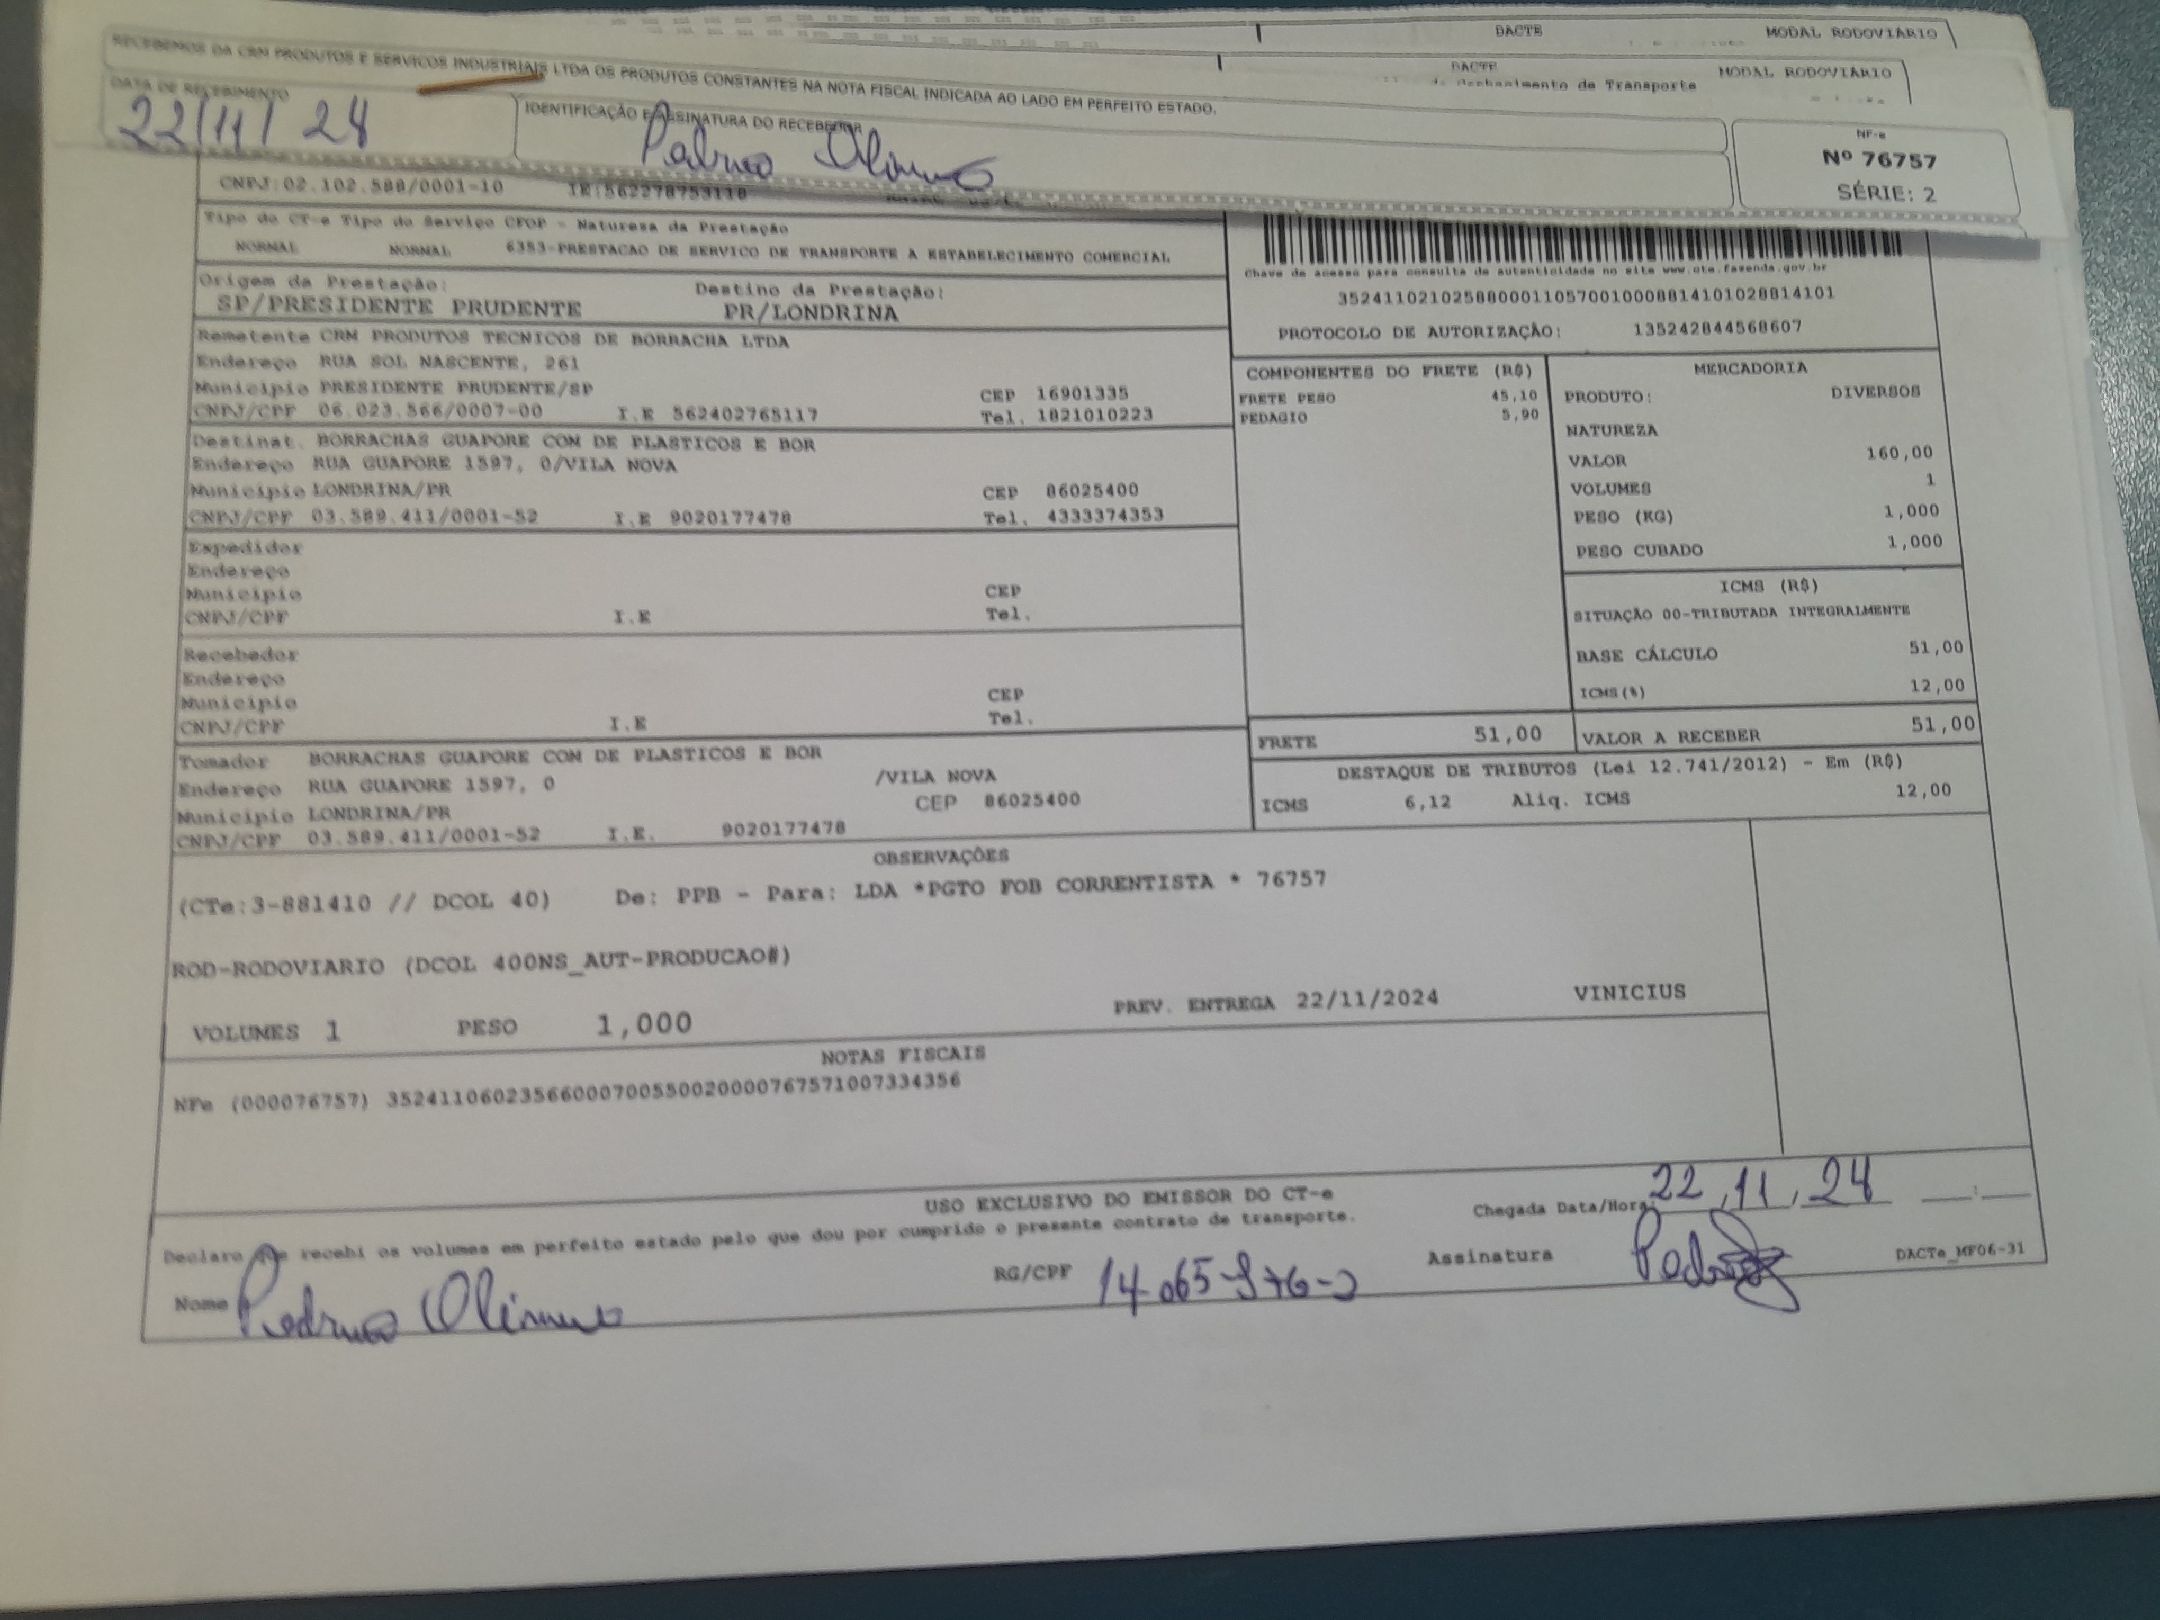 DACTE MODAL RODOVIÁRIO
DACTE MODAL RODOVIÁRIO
de Transporte
RECEBEMOS DA CRN PRODUTOS E SERVICOS INDUSTRIAIS LTDA OS PRODUTOS CONSTANTES NA NOTA FISCAL INDICADA AO LADO EM PERFEITO ESTADO.
DATA DE RECEBIMENTO
22/11/24
IDENTIFICAÇÃO E ASSINATURA DO RECEBEDOR
NF-e
Nº 76757
SÉRIE: 2
CNPJ:02.102.588/0001-10 IE:562278753118
Tipo do CT-e Tipo do Serviço CFOP - Natureza da Prestação
NORMAL NORMAL 6353-PRESTACAO DE SERVICO DE TRANSPORTE A ESTABELECIMENTO COMERCIAL
Chave de acesso para consulta de autenticidade no site www.cte.fazenda.gov.br
35241102102588000110570010008814101028814101
PROTOCOLO DE AUTORIZAÇÃO: 135242844568607
Origem da Prestação: Destino da Prestação:
SP/PRESIDENTE PRUDENTE PR/LONDRINA
Remetente CRM PRODUTOS TECNICOS DE BORRACHA LTDA
Endereço RUA SOL NASCENTE, 261
Município PRESIDENTE PRUDENTE/SP CEP 16901335
CNPJ/CPF 06.023.566/0007-00 I.E 562402765117 Tel. 1821010223
Destinat. BORRACHAS GUAPORE COM DE PLASTICOS E BOR
Endereço RUA GUAPORE 1597, 0/VILA NOVA
Município LONDRINA/PR CEP 86025400
CNPJ/CPF 03.589.411/0001-52 I.E 9020177478 Tel. 4333374353
Expedidor
Endereço
Município CEP
CNPJ/CPF I.E Tel.
Recebedor
Endereço
Município CEP
CNPJ/CPF I.E Tel.
Tomador BORRACHAS GUAPORE COM DE PLASTICOS E BOR
Endereço RUA GUAPORE 1597, 0 /VILA NOVA
Município LONDRINA/PR CEP 86025400
CNPJ/CPF 03.589.411/0001-52 I.E. 9020177478
COMPONENTES DO FRETE (R$)
FRETE PESO 45,10
PEDAGIO 5,90
MERCADORIA
PRODUTO: DIVERSOS
NATUREZA
VALOR 160,00
VOLUMES 1
PESO (KG) 1,000
PESO CUBADO 1,000
ICMS (R$)
SITUAÇÃO 00-TRIBUTADA INTEGRALMENTE
BASE CÁLCULO 51,00
ICMS(%) 12,00
FRETE 51,00 VALOR A RECEBER 51,00
DESTAQUE DE TRIBUTOS (Lei 12.741/2012) - Em (R$)
ICMS 6,12 Aliq. ICMS 12,00
OBSERVAÇÕES
(CTe:3-881410 // DCOL 40) De: PPB - Para: LDA *PGTO FOB CORRENTISTA * 76757
ROD-RODOVIARIO (DCOL 400NS_AUT-PRODUCAO#)
VOLUMES 1 PESO 1,000 PREV. ENTREGA 22/11/2024 VINICIUS
NOTAS FISCAIS
NFe (000076757) 35241106023566000700550020000767571007334356
USO EXCLUSIVO DO EMISSOR DO CT-e
Chegada Data/Hora: 22,11,24 ___:___
Declaro que recebi os volumes em perfeito estado pelo que dou por cumprido o presente contrato de transporte.
Nome RG/CPF Assinatura DACTe_MF06-31